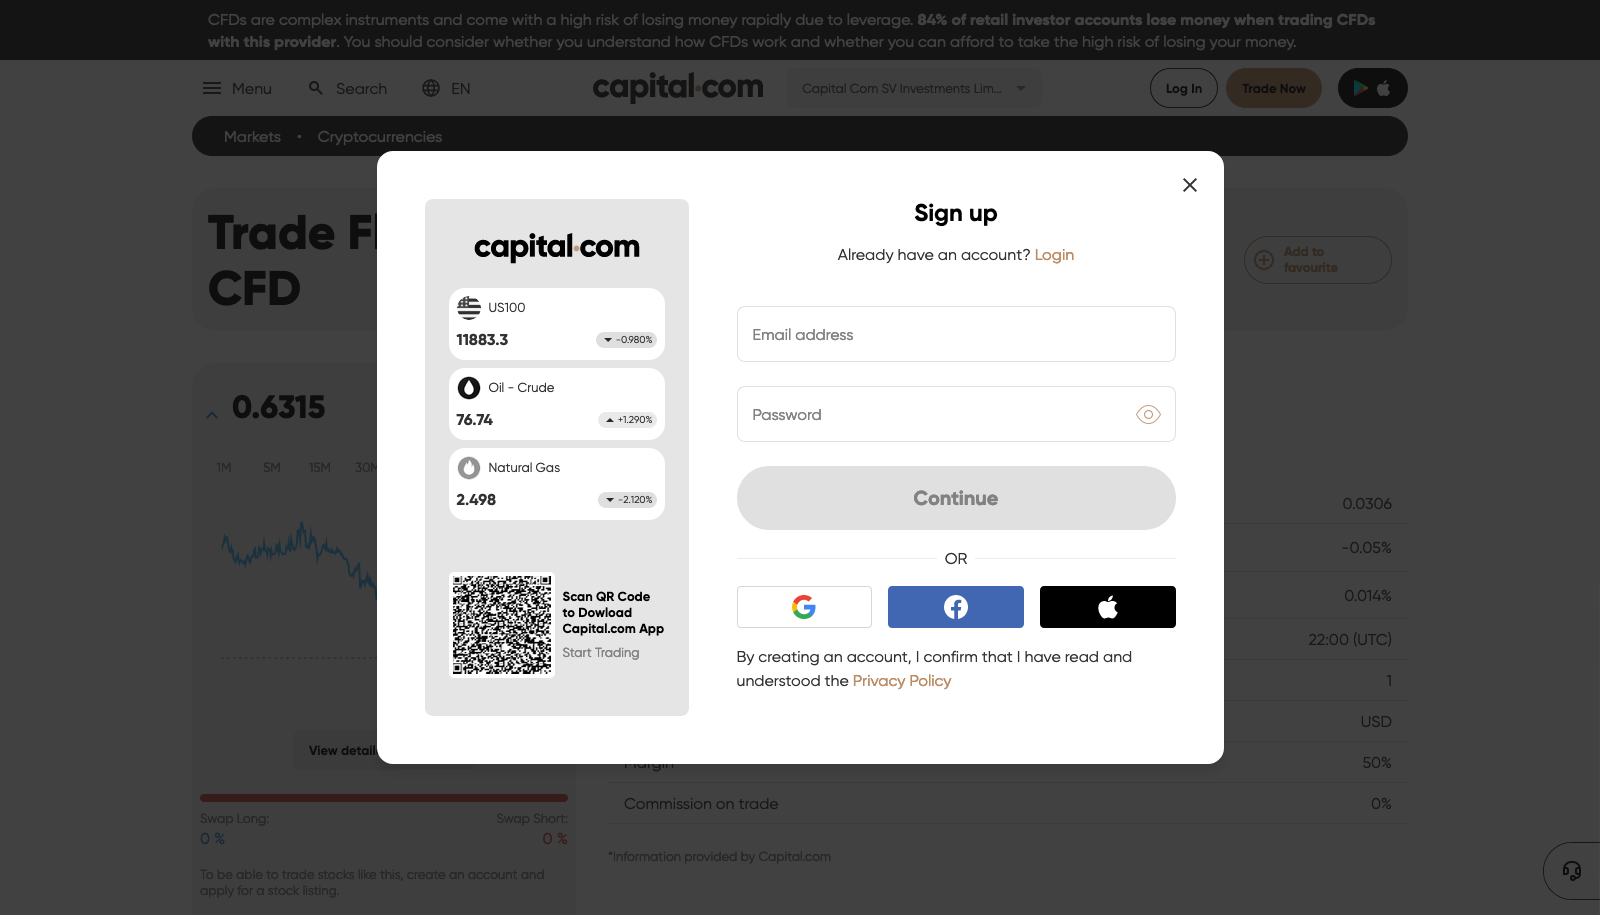 CFDs are complex instruments and come with a high risk of losing money rapidly due to leverage. 84% of retail investor accounts lose money when trading CFDs
with this provider. You should consider whether you understand how CFDs work and whether you can afford to take the high risk of losing your money.
Menu Search EN capital.com Capital Com SV Investments Lim... Log In Trade Now
Markets • Cryptocurrencies
Trade
CFD
Add to
favourite
0.6315
1M 5M 15M 30M
View
Swap Long: Swap Short:
0 % 0 %
To be able to trade stocks like this, create an account and
apply for a stock listing.
capital.com
US100
11883.3 -0.980%
Oil - Crude
76.74 +1.290%
Natural Gas
2.498 -2.120%
Scan QR Code
to Dowload
Capital.com App
Start Trading
Sign up
Already have an account? Login
Email address
Password
Continue
OR
By creating an account, I confirm that I have read and
understood the Privacy Policy
0.0306
-0.05%
0.014%
22:00 (UTC)
1
USD
Margin 50%
Commission on trade 0%
*Information provided by Capital.com